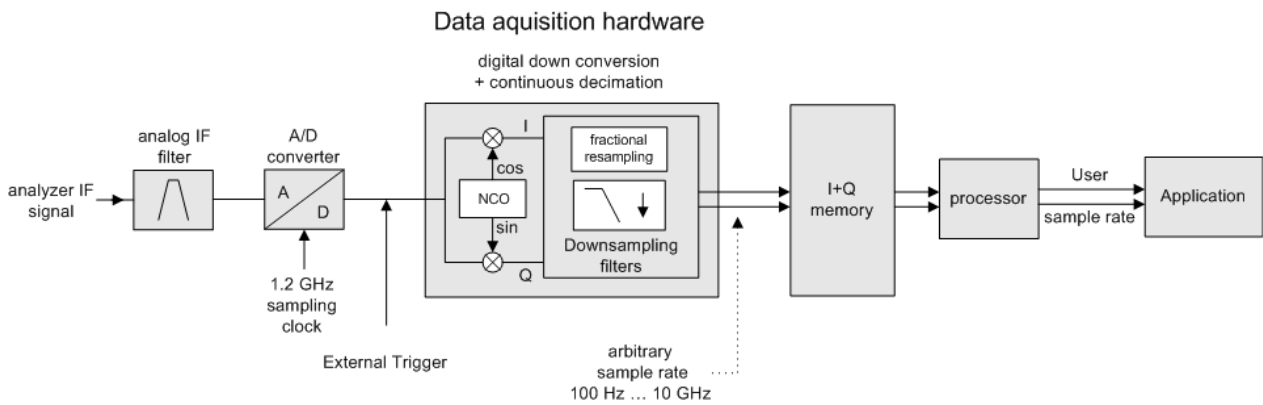 Data aquisition hardware
digital down conversion
+ continuous decimation
analog IF
filter
A/D
converter
analyzer IF
signal
A
D
1.2 GHz
sampling
clock
External Trigger
I
cos
NCO
sin
Q
fractional
resampling
Downsampling
filters
arbitrary
sample rate
100 Hz ... 10 GHz
I+Q
memory
processor
User
sample rate
Application